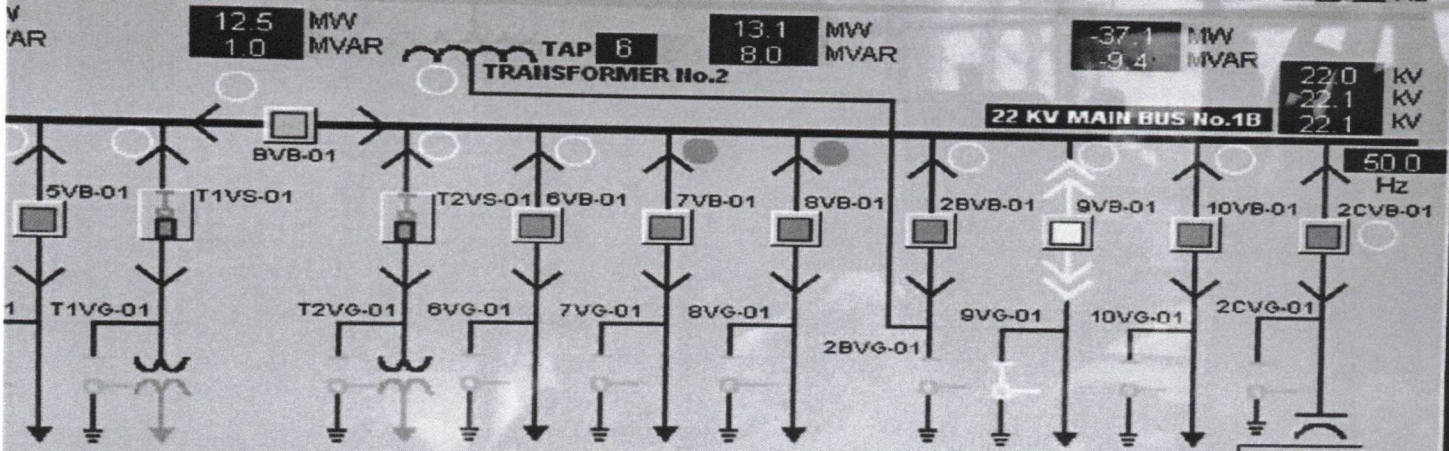 12.5 MW
1.0 MVAR
TAP 6
TRANSFORMER No.2
13.1 MW
8.0 MVAR
-37.1 MW
-9.4 MVAR
22.0 kV
22.1 kV
22.1 kV
22 KV MAIN BUS No.1B
50.0
Hz
BVB-01
5VB-01
T1VS-01
T2VS-01
6VB-01
7VB-01
8VB-01
2BVB-01
9VB-01
10VB-01
2CVB-01
T1VG-01
T2VG-01
6VG-01
7VG-01
8VG-01
2BVG-01
9VG-01
10VG-01
2CVG-01